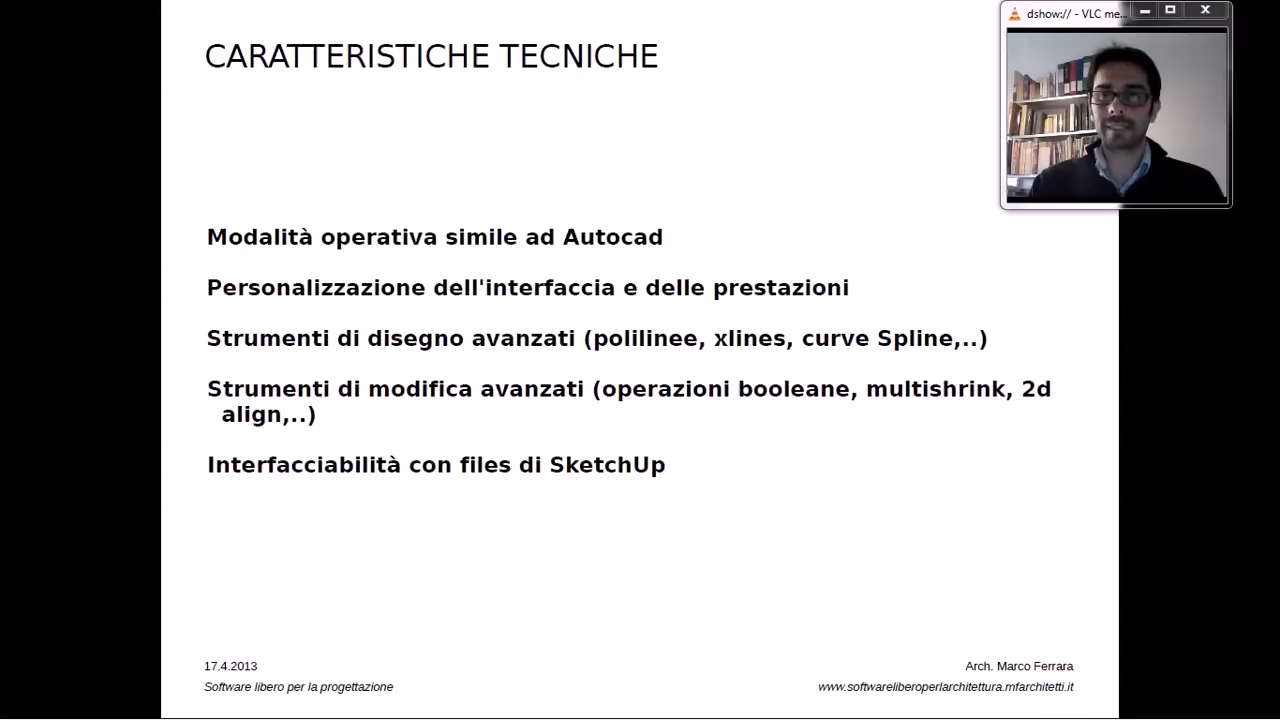 CARATTERISTICHE TECNICHE
dshow:// - VLC me...
Modalità operativa simile ad Autocad
Personalizzazione dell'interfaccia e delle prestazioni
Strumenti di disegno avanzati (polilinee, xlines, curve Spline,..)
Strumenti di modifica avanzati (operazioni booleane, multishrink, 2d
align,..)
Interfacciabilità con files di SketchUp
17.4.2013
Arch. Marco Ferrara
Software libero per la progettazione
www.softwareliberoperlarchitettura.mfarchitetti.it